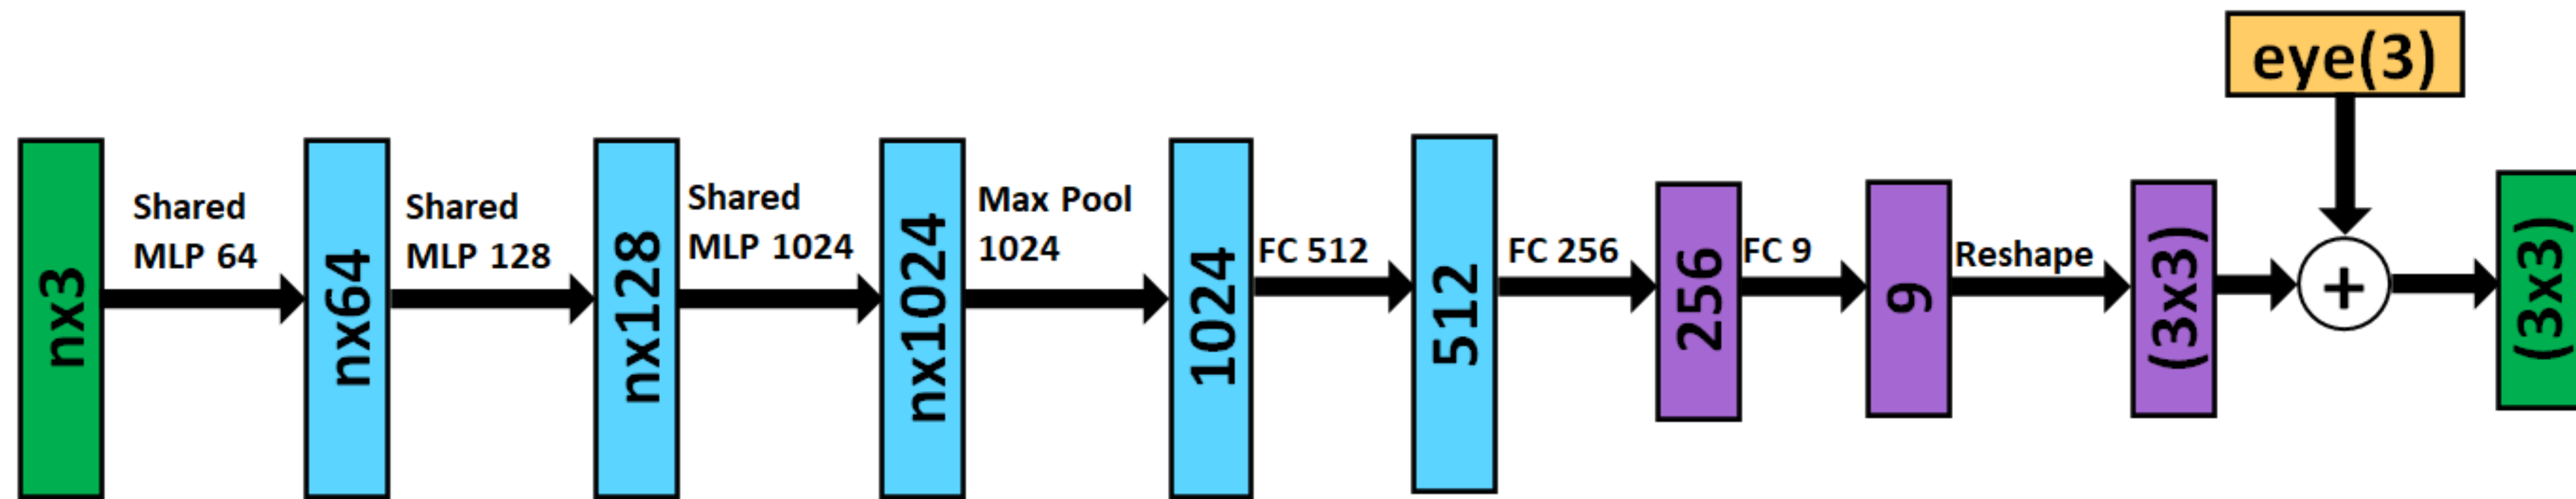 eye(3)
nx3
Shared
MLP 64
nx64
Shared
MLP 128
nx128
Shared
MLP 1024
nx1024
Max Pool
1024
1024
FC 512
512
FC 256
256
FC 9
9
Reshape
(3x3)
+
(3x3)